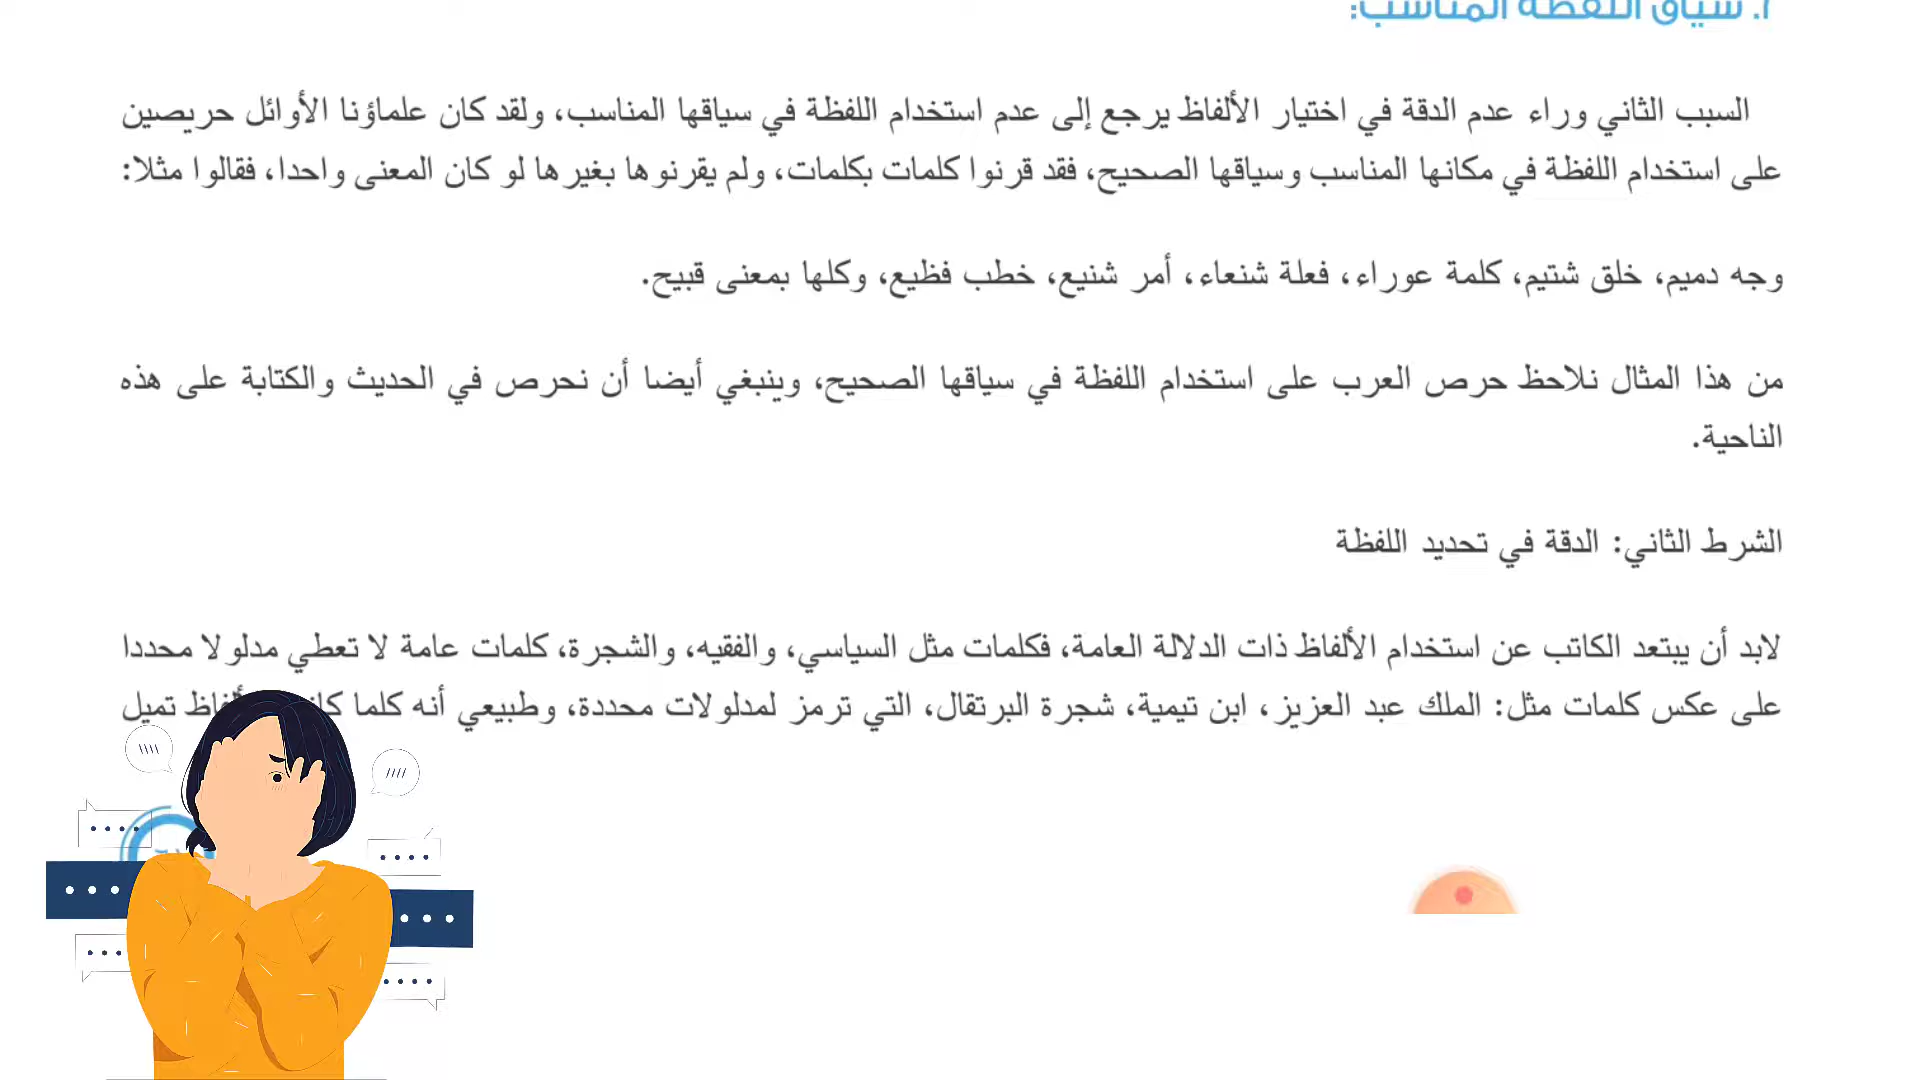 سياق اللفظة المناسب:
السبب الثاني وراء عدم الدقة في اختيار الألفاظ يرجع إلى عدم استخدام اللفظة في سياقها المناسب، ولقد كان علماؤنا الأوائل حريصين
على استخدام اللفظة في مكانها المناسب وسياقها الصحيح، فقد قرنوا كلمات بكلمات، ولم يقرنوها بغيرها لو كان المعنى واحدا، فقالوا مثلا:
وجه دميم، خلق شتيم، كلمة عوراء، فعلة شنعاء، أمر شنيع، خطب فظيع، وكلها بمعنى قبيح.
من هذا المثال نلاحظ حرص العرب على استخدام اللفظة في سياقها الصحيح، وينبغي أيضا أن نحرص في الحديث والكتابة على هذه
الناحية.
الشرط الثاني: الدقة في تحديد اللفظة
لابد أن يبتعد الكاتب عن استخدام الألفاظ ذات الدلالة العامة، فكلمات مثل السياسي، والفقيه، والشجرة، كلمات عامة لا تعطي مدلولا محددا
على عكس كلمات مثل: الملك عبد العزيز، ابن تيمية، شجرة البرتقال، التي ترمز لمدلولات محددة، وطبيعي أنه كلما تميل